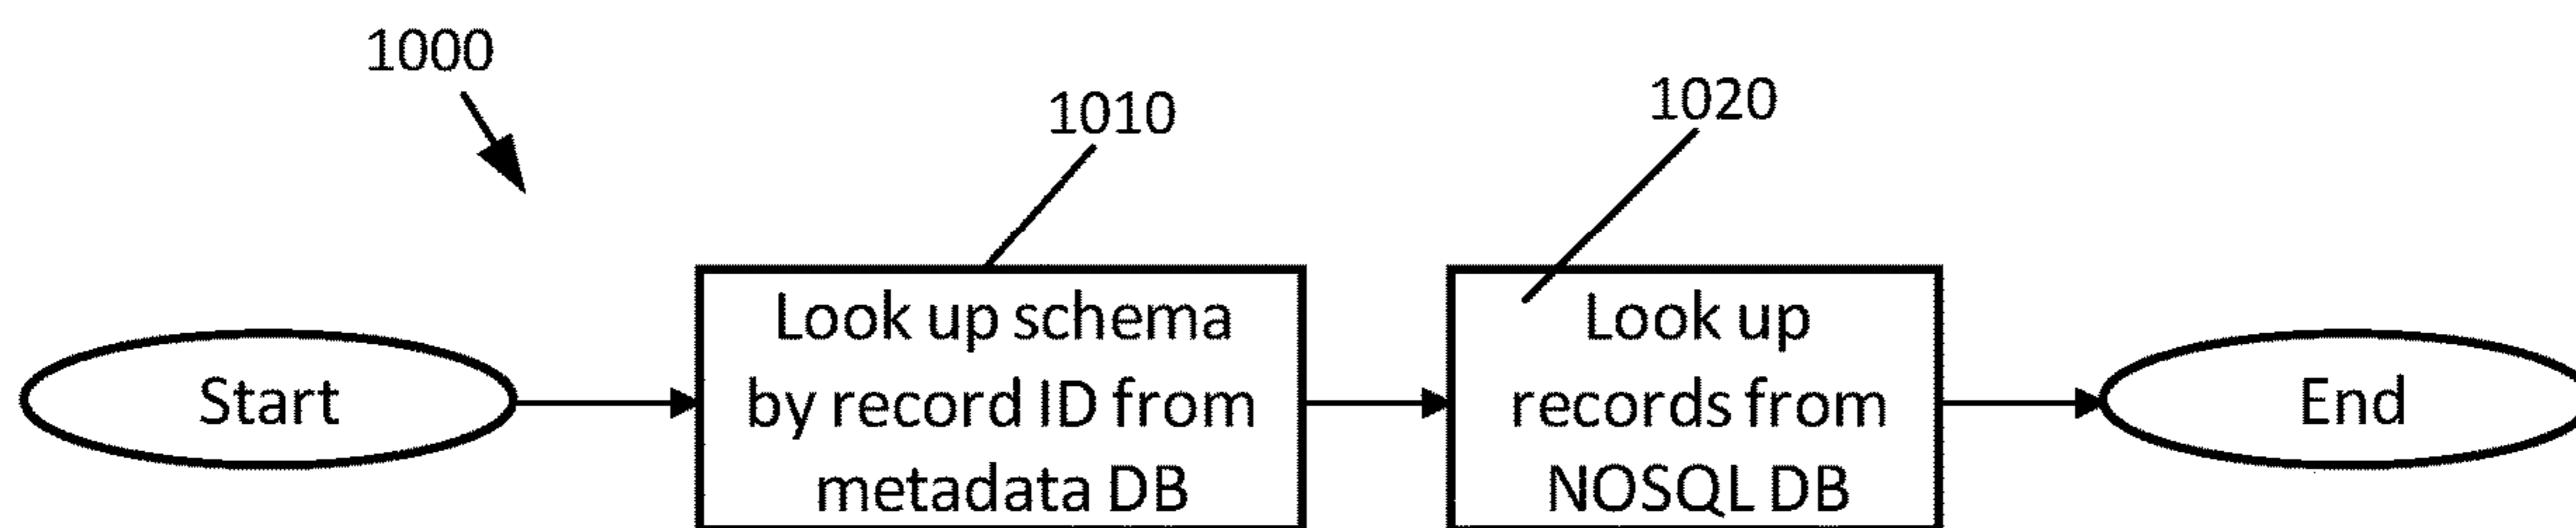 1000
1010
1020
Start
Look up schema
by record ID from
metadata DB
Look up
records from
NOSQL DB
End